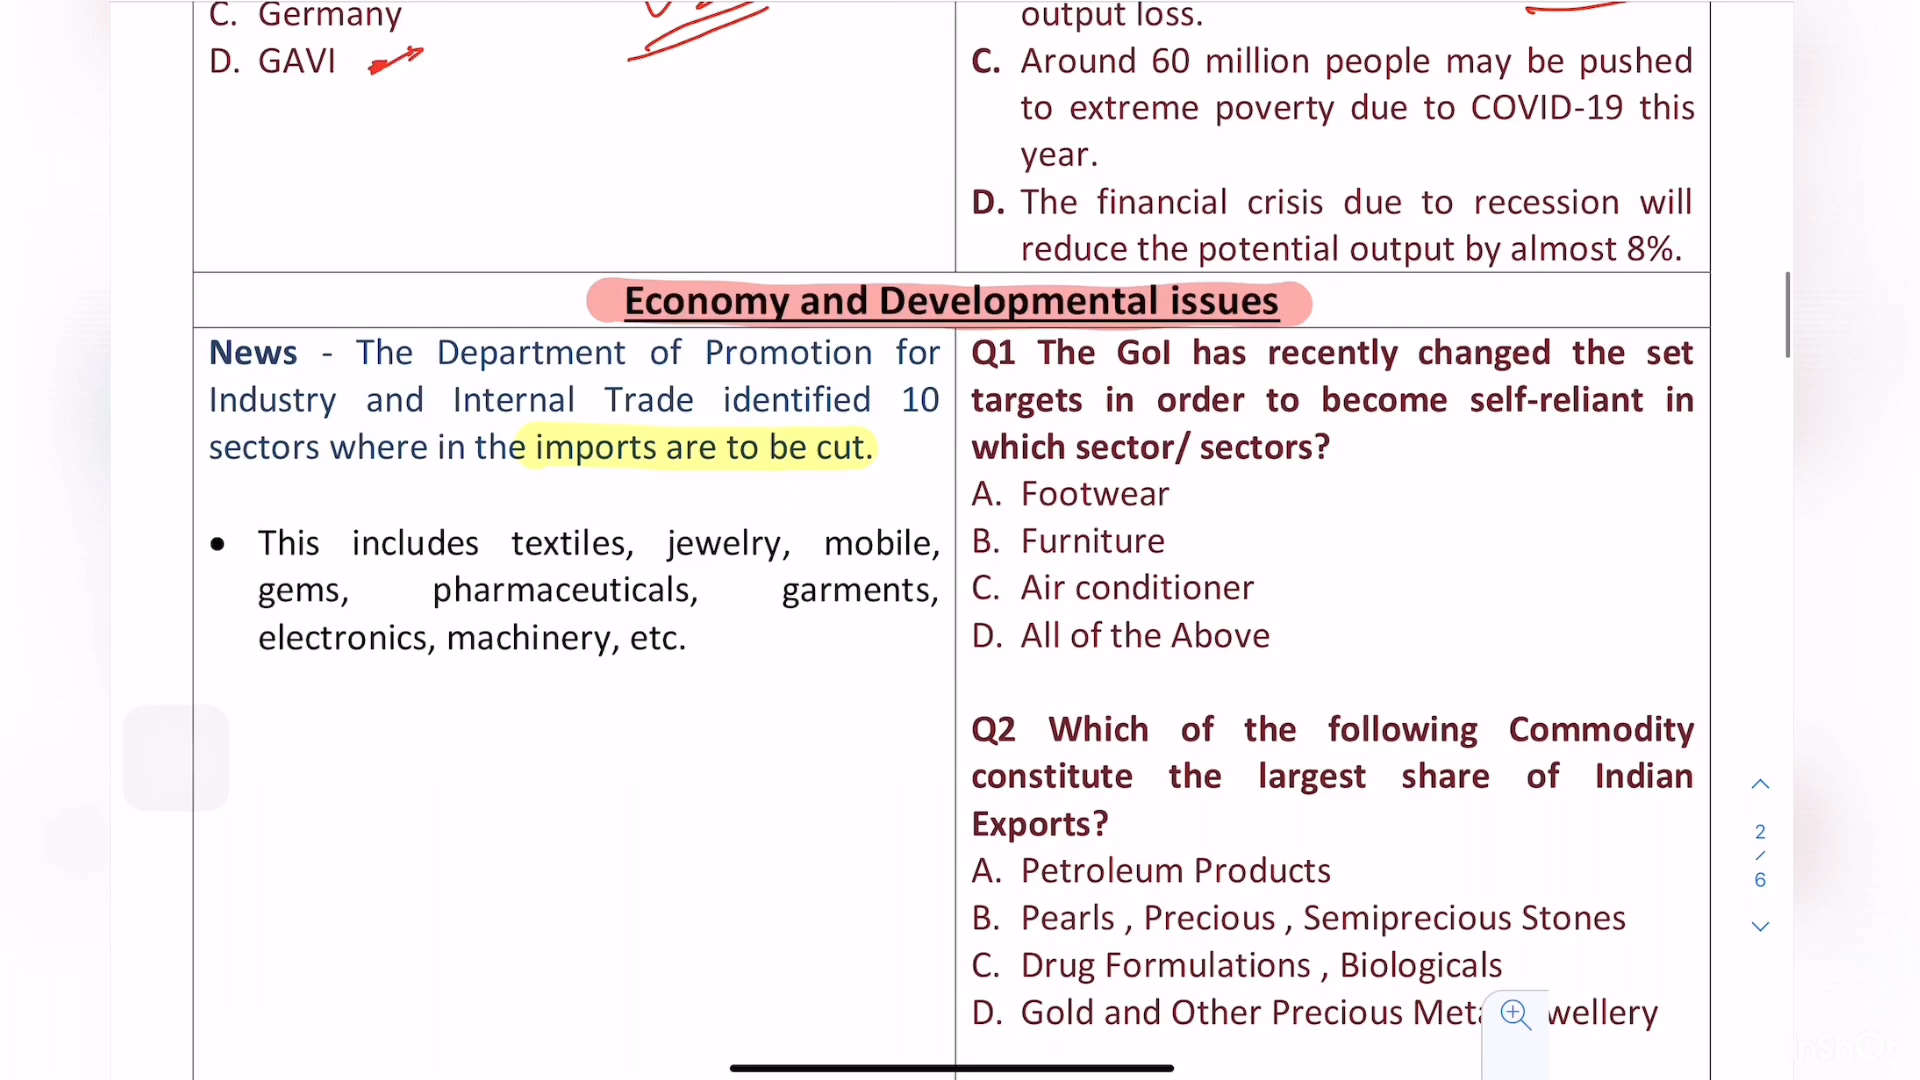 C. Germany
D. GAVI
output loss.
C. Around 60 million people may be pushed
to extreme poverty due to COVID-19 this
year.
D. The financial crisis due to recession will
reduce the potential output by almost 8%.
Economy and Developmental issues
News - The Department of Promotion for
Industry and Internal Trade identified 10
sectors where in the imports are to be cut.
• This includes textiles, jewelry, mobile,
gems, pharmaceuticals, garments,
electronics, machinery, etc.
Q1 The GoI has recently changed the set
targets in order to become self-reliant in
which sector/ sectors?
A. Footwear
B. Furniture
C. Air conditioner
D. All of the Above
Q2 Which of the following Commodity
constitute the largest share of Indian
Exports?
A. Petroleum Products
B. Pearls , Precious , Semiprecious Stones
C. Drug Formulations , Biologicals
D. Gold and Other Precious
2
/
6